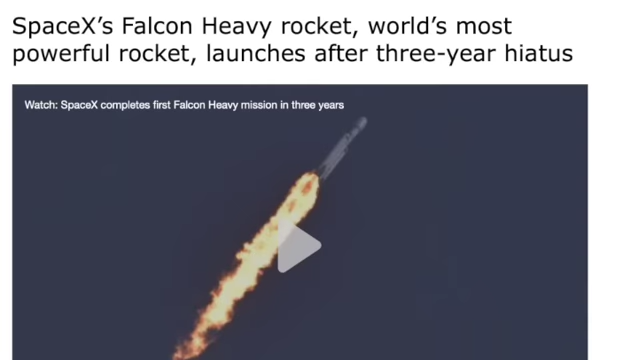 SpaceX’s Falcon Heavy rocket, world’s most
powerful rocket, launches after three-year hiatus
Watch: SpaceX completes first Falcon Heavy mission in three years